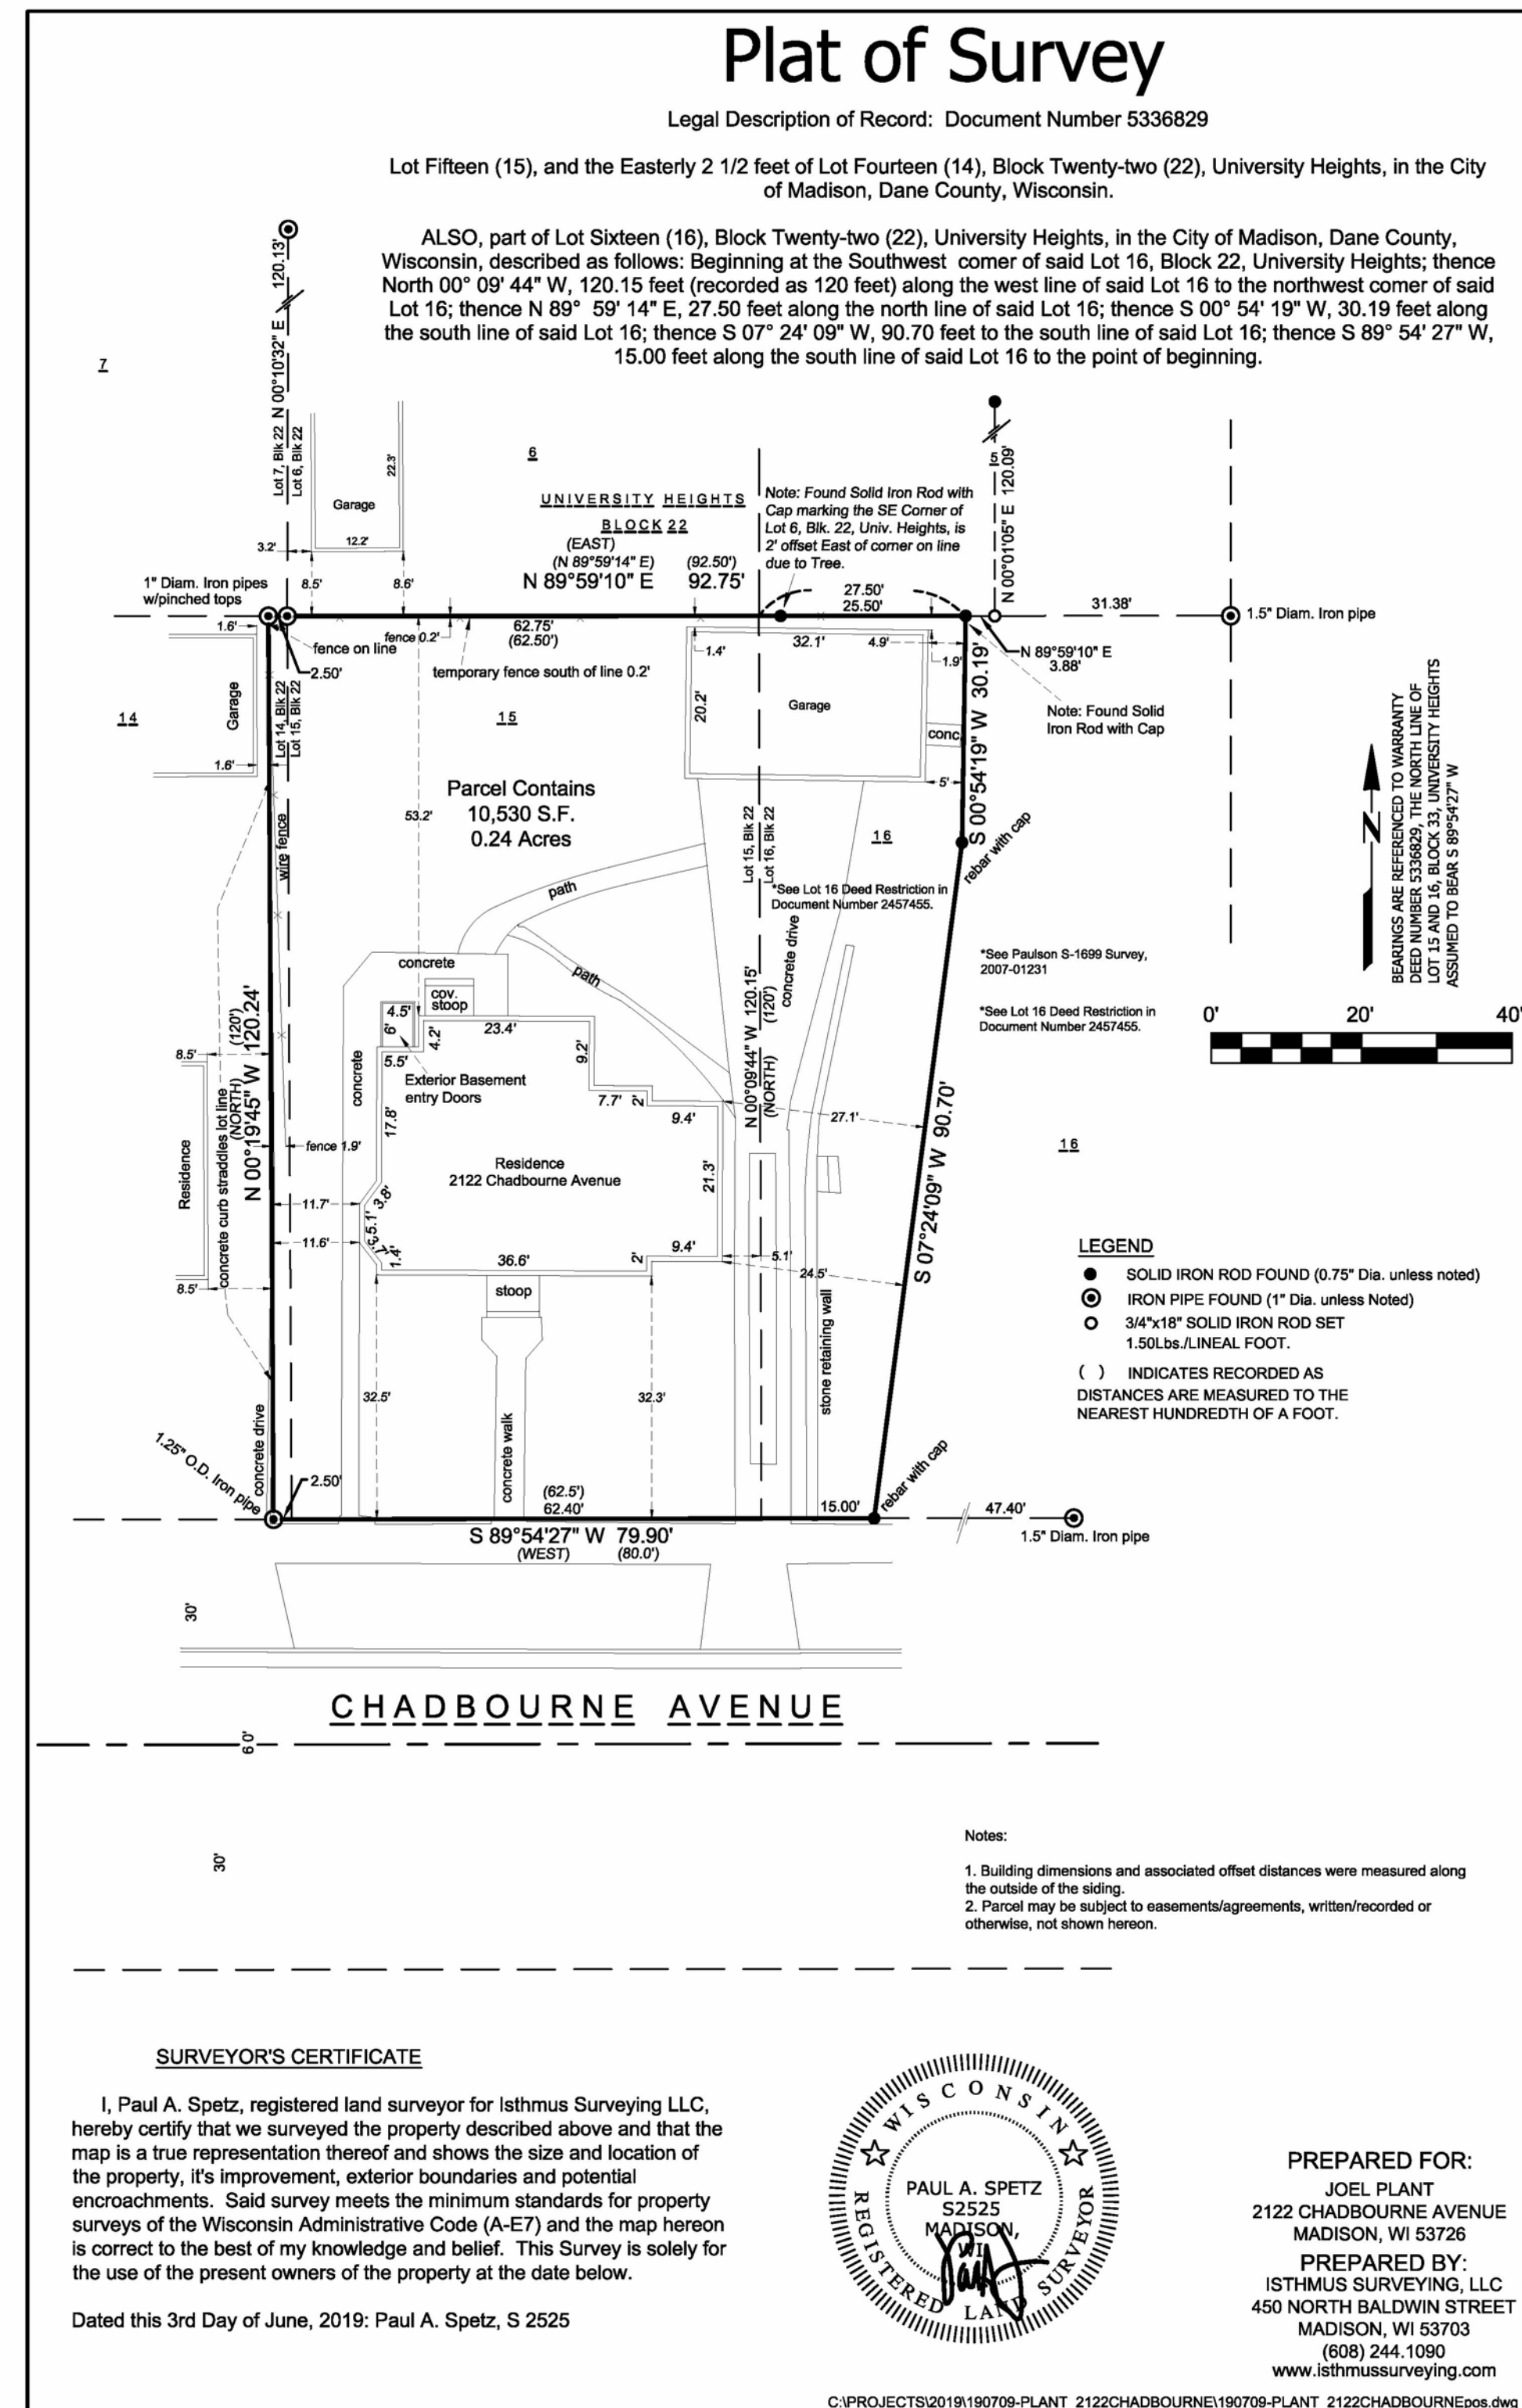 Plat of Survey
Legal Description of Record: Document Number 5336829
Lot Fifteen (15), and the Easterly 2 1/2 feet of Lot Fourteen (14), Block Twenty-two (22), University Heights, in the City
of Madison, Dane County, Wisconsin.
ALSO, part of Lot Sixteen (16), Block Twenty-two (22), University Heights, in the City of Madison, Dane County,
Wisconsin, described as follows: Beginning at the Southwest corner of said Lot 16, Block 22, University Heights; thence
North 00° 09' 44" W, 120.15 feet (recorded as 120 feet) along the west line of said Lot 16 to the northwest corner of said
Lot 16; thence N 89° 59' 14" E, 27.50 feet along the north line of said Lot 16; thence S 00° 54' 19" W, 30.19 feet along
the south line of said Lot 16; thence S 07° 24' 09" W, 90.70 feet to the south line of said Lot 16; thence S 89° 54' 27" W,
15.00 feet along the south line of said Lot 16 to the point of beginning.
7
Lot 7, Blk 22 N 00°10'32" E 120.13'
Lot 6, Blk 22
Garage
22.3'
12.2'
3.2'
8.5'
8.6'
6
UNIVERSITY HEIGHTS
BLOCK 22
(EAST)
(N 89°59'14" E) (92.50')
N 89°59'10" E 92.75'
Note: Found Solid Iron Rod with
Cap marking the SE Corner of
Lot 6, Blk. 22, Univ. Heights, is
2' offset East of corner on line
due to Tree.
5
N 00°01'05" E 120.09'
27.50'
25.50'
31.38'
1.5" Diam. Iron pipe
1" Diam. Iron pipes
w/pinched tops
1.6'
fence on line
fence 0.2'
2.50'
62.75'
(62.50')
temporary fence south of line 0.2'
1.4'
32.1'
4.9'
1.9'
N 89°59'10" E
3.88'
S 00°54'19" W 30.19'
Note: Found Solid
Iron Rod with Cap
14
Garage
Lot 14, Blk 22
Lot 15, Blk 22
1.6'
15
20.2'
Garage
conc.
5'
Parcel Contains
10,530 S.F.
0.24 Acres
53.2'
wire fence
Lot 15, Blk 22
Lot 16, Blk 22
16
rebar with cap
path
path
*See Lot 16 Deed Restriction in
Document Number 2457455.
concrete drive
*See Paulson S-1699 Survey,
2007-01231
*See Lot 16 Deed Restriction in
Document Number 2457455.
N
BEARINGS ARE REFERENCED TO WARRANTY
DEED NUMBER 5336829, THE NORTH LINE OF
LOT 15 AND 16, BLOCK 33, UNIVERSITY HEIGHTS
ASSUMED TO BEAR S 89°54'27" W
0' 20' 40'
concrete
cov.
stoop
4.5'
6'
4.2'
23.4'
9.2'
5.5'
Exterior Basement
entry Doors
concrete
17.8'
7.7'
2'
9.4'
N 00°09'44" W 120.15'
(NORTH) (120')
27.1'
S 07°24'09" W 90.70'
16
8.5'
Residence
concrete curb straddles lot line
(NORTH) (120')
N 00°19'45" W 120.24'
fence 1.9'
Residence
2122 Chadbourne Avenue
21.3'
11.7'
3.8'
5.1'
11.6'
3.7'
1.4'
36.6'
2'
9.4'
5.1'
24.5'
8.5'
stoop
stone retaining wall
LEGEND
SOLID IRON ROD FOUND (0.75" Dia. unless noted)
IRON PIPE FOUND (1" Dia. unless Noted)
3/4"x18" SOLID IRON ROD SET
1.50Lbs./LINEAL FOOT.
( ) INDICATES RECORDED AS
DISTANCES ARE MEASURED TO THE
NEAREST HUNDREDTH OF A FOOT.
32.5'
32.3'
concrete walk
concrete drive
1.25" O.D. Iron pipe
2.50'
(62.5')
62.40'
15.00'
rebar with cap
47.40'
1.5" Diam. Iron pipe
S 89°54'27" W 79.90'
(WEST) (80.0')
30'
CHADBOURNE AVENUE
60'
30'
Notes:
1. Building dimensions and associated offset distances were measured along
the outside of the siding.
2. Parcel may be subject to easements/agreements, written/recorded or
otherwise, not shown hereon.
SURVEYOR'S CERTIFICATE
I, Paul A. Spetz, registered land surveyor for Isthmus Surveying LLC,
hereby certify that we surveyed the property described above and that the
map is a true representation thereof and shows the size and location of
the property, it's improvement, exterior boundaries and potential
encroachments. Said survey meets the minimum standards for property
surveys of the Wisconsin Administrative Code (A-E7) and the map hereon
is correct to the best of my knowledge and belief. This Survey is solely for
the use of the present owners of the property at the date below.
Dated this 3rd Day of June, 2019: Paul A. Spetz, S 2525
WISCONSIN
PAUL A. SPETZ
S2525
MADISON,
WI
REGISTERED LAND SURVEYOR
PREPARED FOR:
JOEL PLANT
2122 CHADBOURNE AVENUE
MADISON, WI 53726
PREPARED BY:
ISTHMUS SURVEYING, LLC
450 NORTH BALDWIN STREET
MADISON, WI 53703
(608) 244.1090
www.isthmussurveying.com
C:\PROJECTS\2019\190709-PLANT_2122CHADBOURNE\190709-PLANT_2122CHADBOURNEpos.dwg